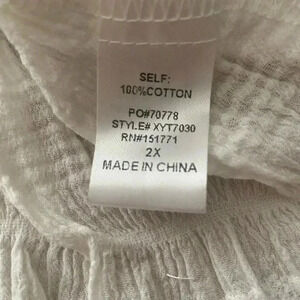 SELF:
100%COTTON
PO#70778
STYLE# XYT7030
RN#151771
2X
MADE IN CHINA